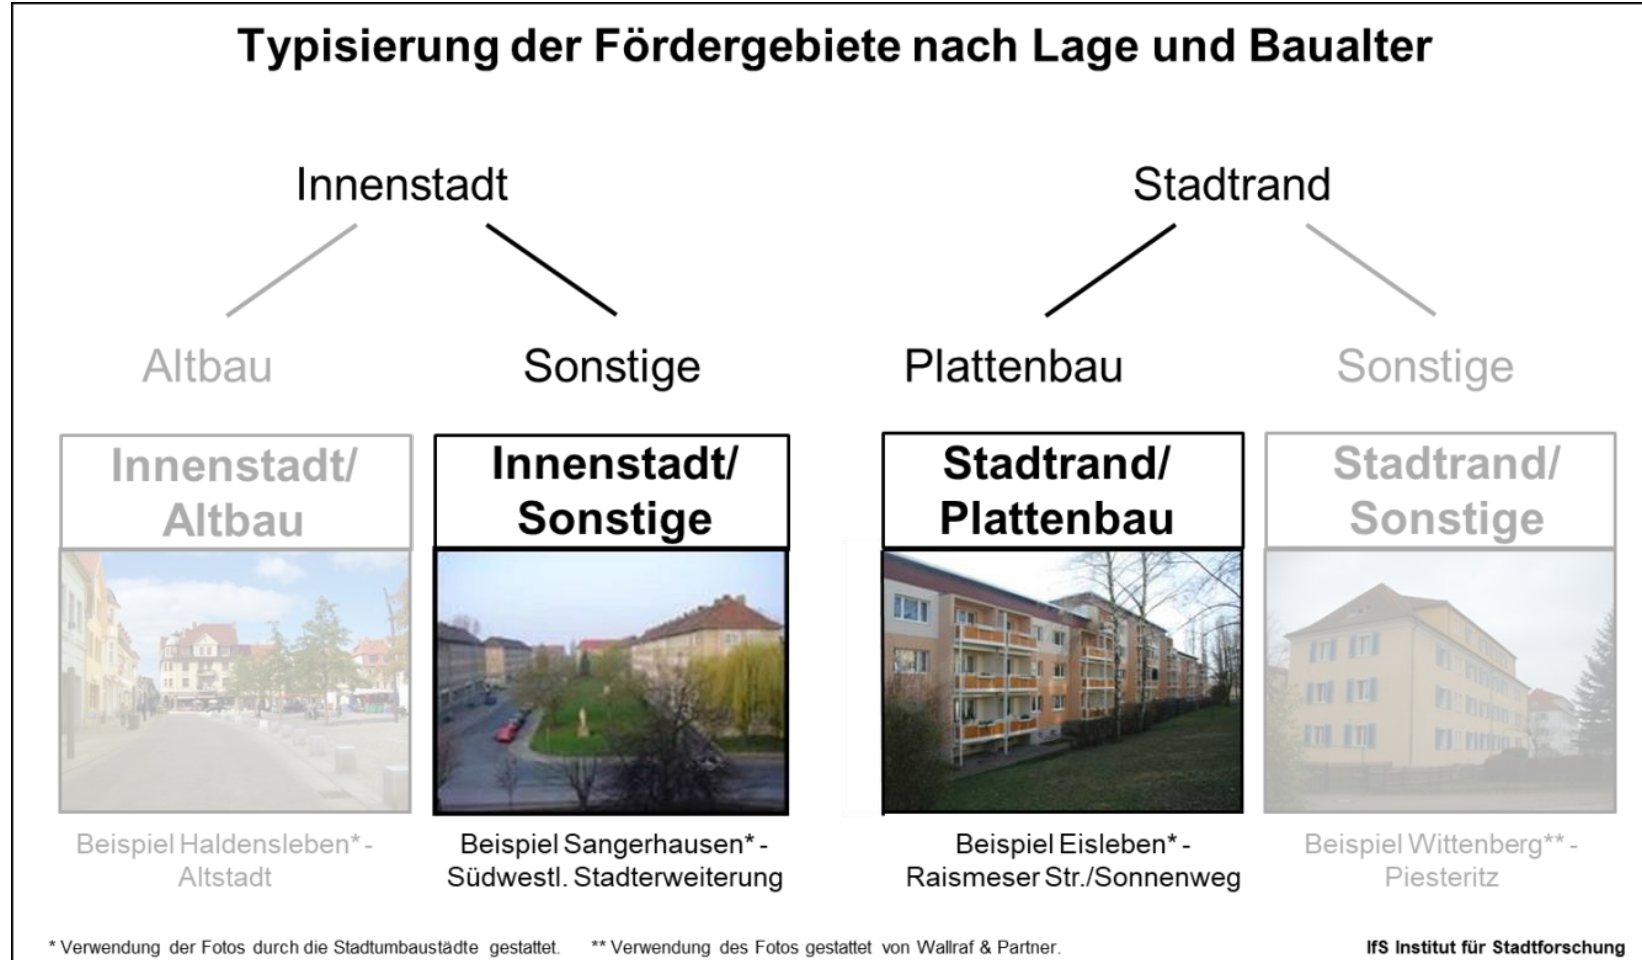 Typisierung der Fördergebiete nach Lage und Baualter
Innenstadt
Stadtrand
Altbau
Sonstige
Plattenbau
Sonstige
Innenstadt/
Altbau
Innenstadt/
Sonstige
Stadtrand/
Plattenbau
Stadtrand/
Sonstige
Beispiel Haldensleben* -
Altstadt
Beispiel Sangerhausen* -
Südwestl. Stadterweiterung
Beispiel Eisleben* -
Raismeser Str./Sonnenweg
Beispiel Wittenberg** -
Piesteritz
* Verwendung der Fotos durch die Stadtumbaustädte gestattet. ** Verwendung des Fotos gestattet von Wallraf & Partner.
IfS Institut für Stadtforschung